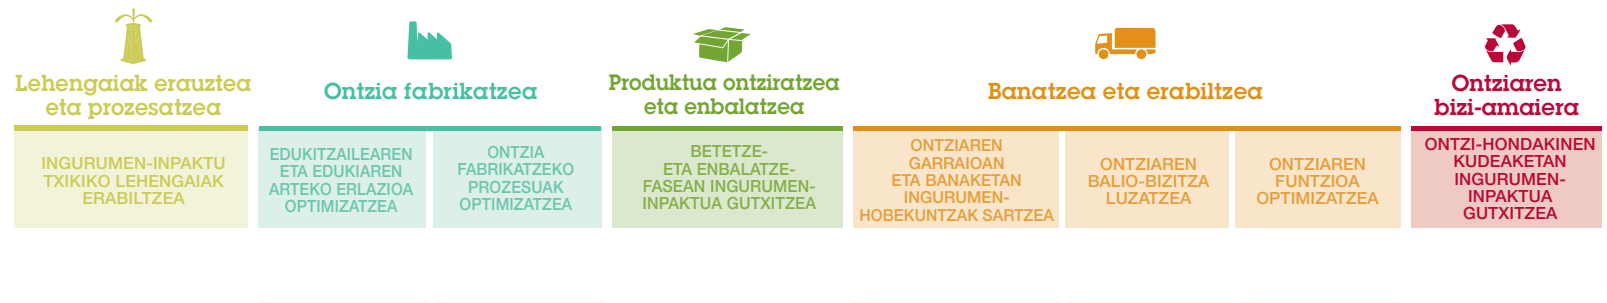 Lehengaiak erauztea
eta prozesatzea
INGURUMEN-INPAKTU
TXIKIKO LEHENGAIAK
ERABILTZEA
Ontzia fabrikatzea
EDUKITZAILEAREN
ETA EDUKIAREN
ARTEKO ERLAZIOA
OPTIMIZATZEA
ONTZIA
FABRIKATZEKO
PROZESUAK
OPTIMIZATZEA
Produktua ontziratzea
eta enbalatzea
BETETZE-
ETA ENBALATZE-
FASEAN INGURUMEN-
INPAKTUA GUTXITZEA
Banatzea eta erabiltzea
ONTZIAREN
GARRAIOAN
ETA BANAKETAN
INGURUMEN-
HOBEKUNTZAK SARTZEA
ONTZIAREN
BALIO-BIZITZA
LUZATZEA
ONTZIAREN
FUNTZIOA
OPTIMIZATZEA
Ontziaren
bizi-amaiera
ONTZI-HONDAKINEN
KUDEAKETAN
INGURUMEN-
INPAKTUA
GUTXITZEA